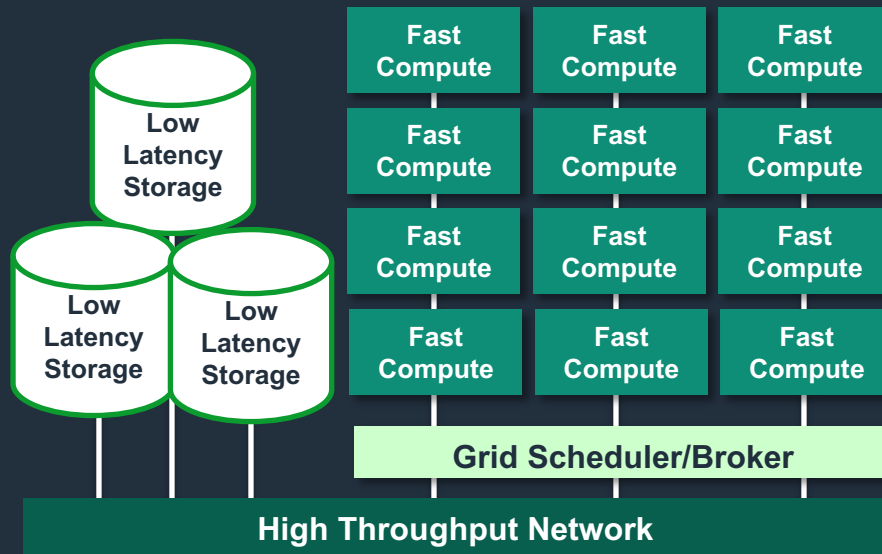 Low
Latency
Storage
Low
Latency
Storage
Low
Latency
Storage
Fast
Compute
Fast
Compute
Fast
Compute
Fast
Compute
Fast
Compute
Fast
Compute
Fast
Compute
Fast
Compute
Fast
Compute
Fast
Compute
Fast
Compute
Fast
Compute
Grid Scheduler/Broker
High Throughput Network